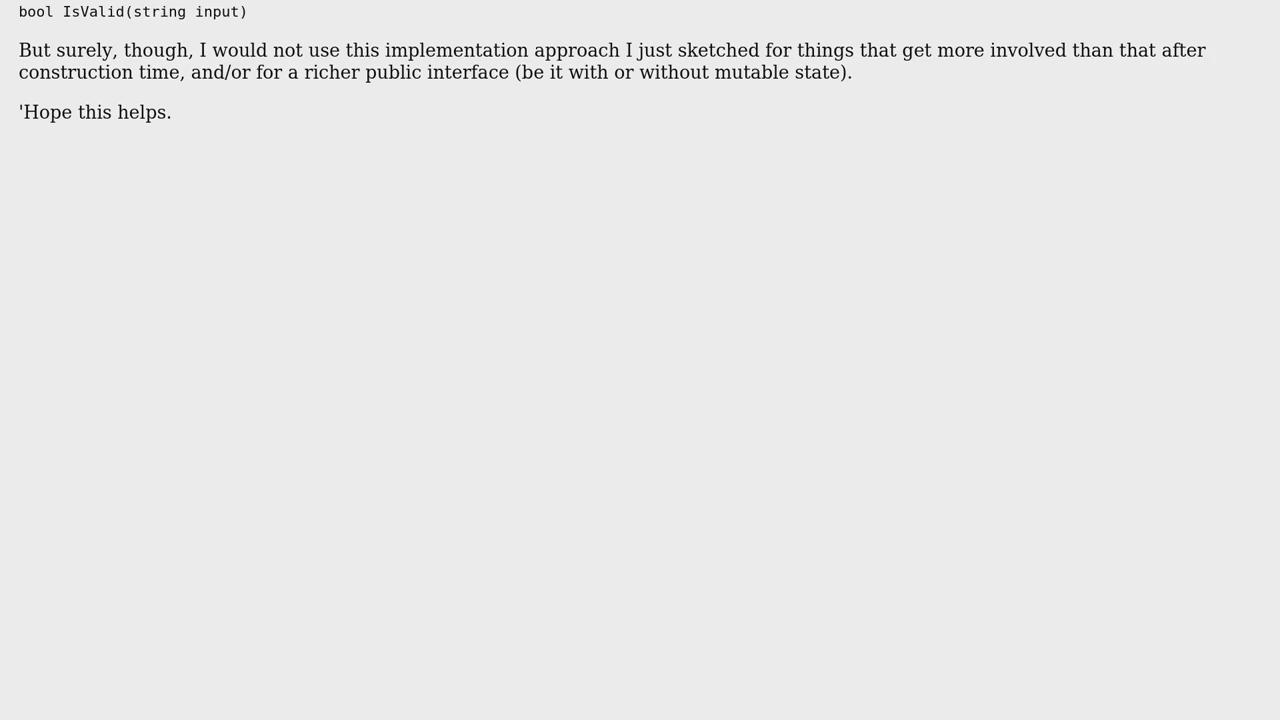 bool IsValid(string input)
But surely, though, I would not use this implementation approach I just sketched for things that get more involved than that after
construction time, and/or for a richer public interface (be it with or without mutable state).
'Hope this helps.